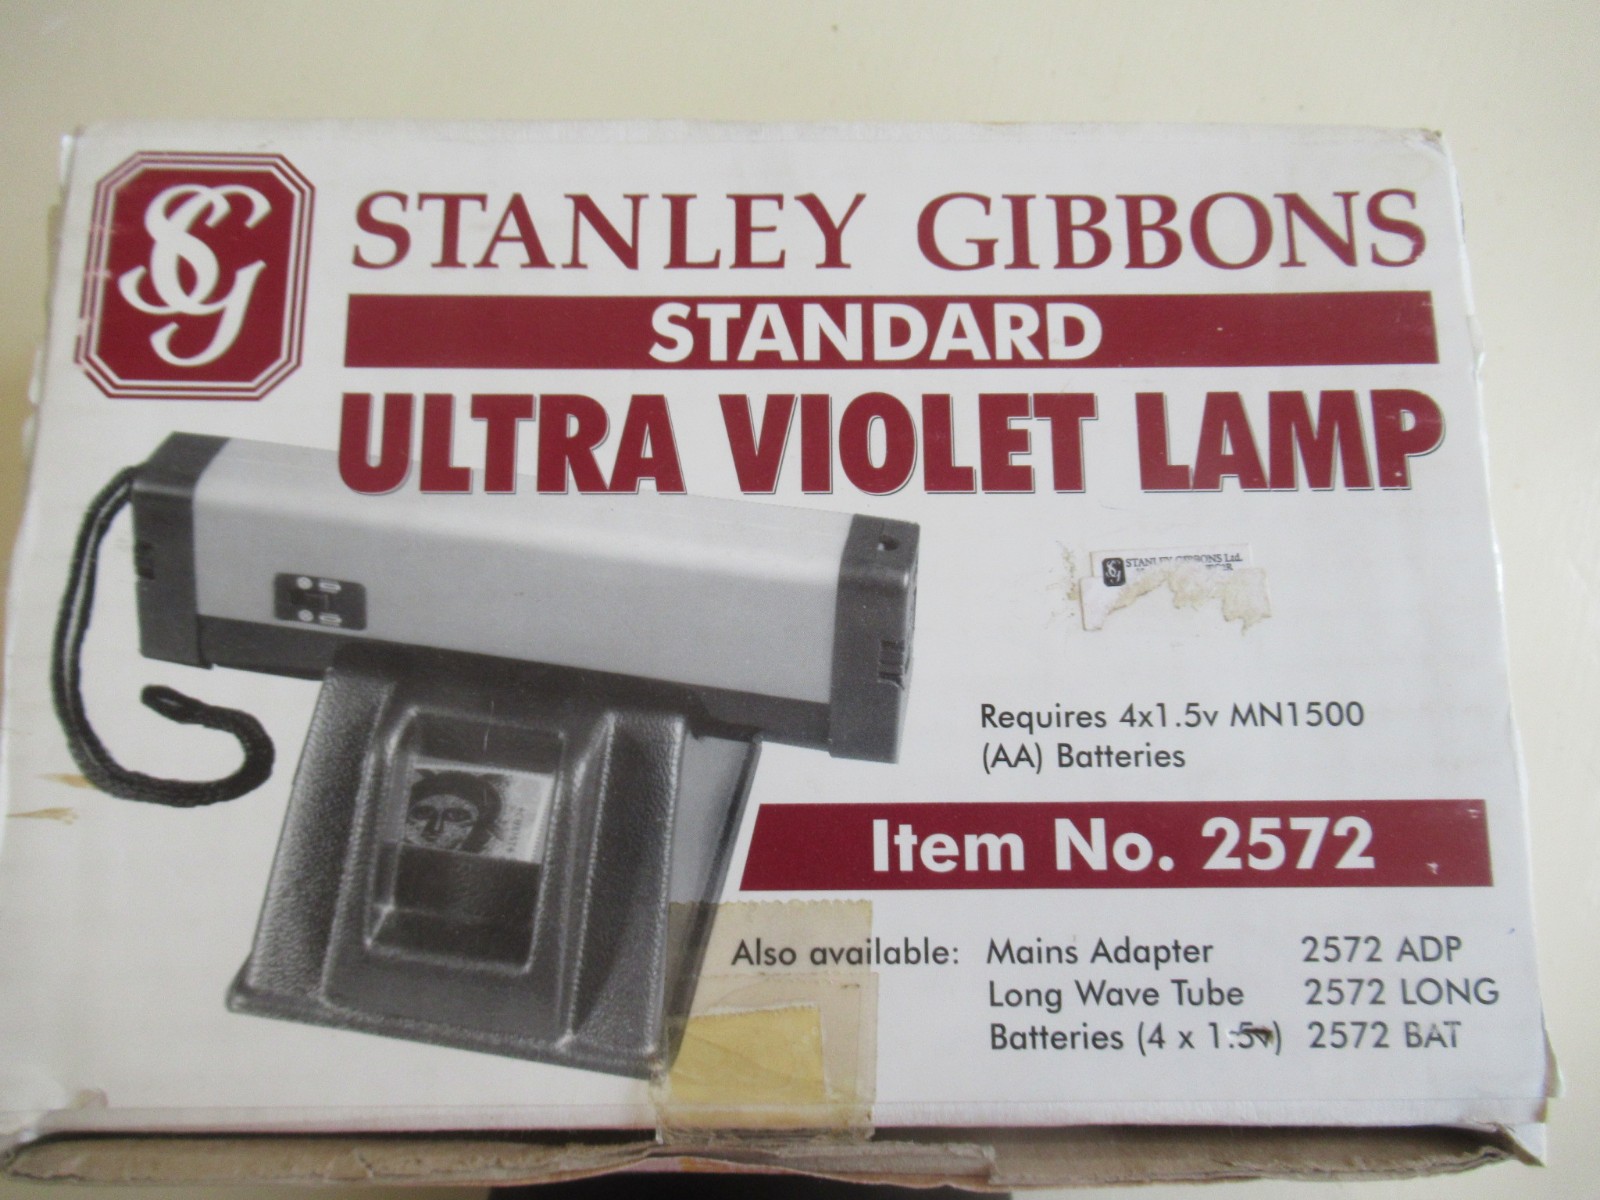 SG
STANLEY GIBBONS
STANDARD
ULTRA VIOLET LAMP
SG STANLEY GIBBONS Ltd.
Requires 4x1.5v MN1500
(AA) Batteries
Item No. 2572
Also available: Mains Adapter 2572 ADP
Long Wave Tube 2572 LONG
Batteries (4 x 1.5v) 2572 BAT